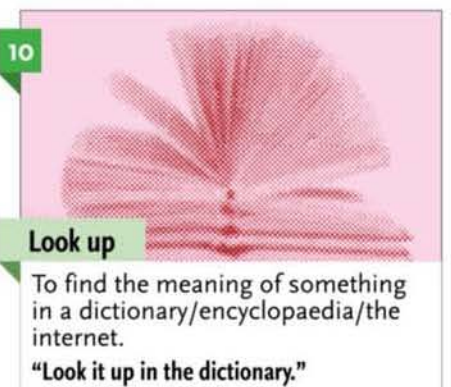 10
Look up
To find the meaning of something
in a dictionary/encyclopaedia/the
internet.
“Look it up in the dictionary.”